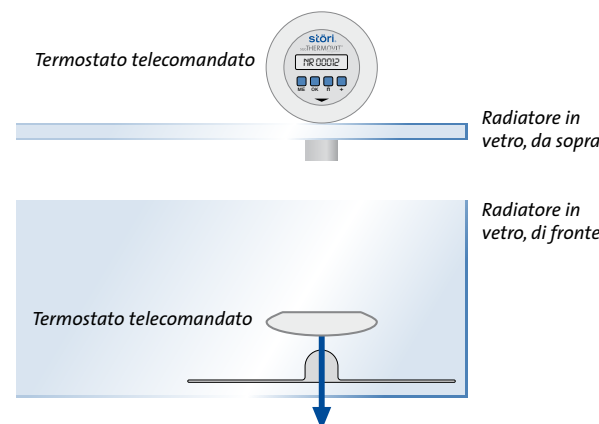 störi
THERMOVIT
Termostato telecomandato
NR 00012
ME OK n +
Radiatore in
vetro, da sopra
Radiatore in
vetro, di fronte
Termostato telecomandato